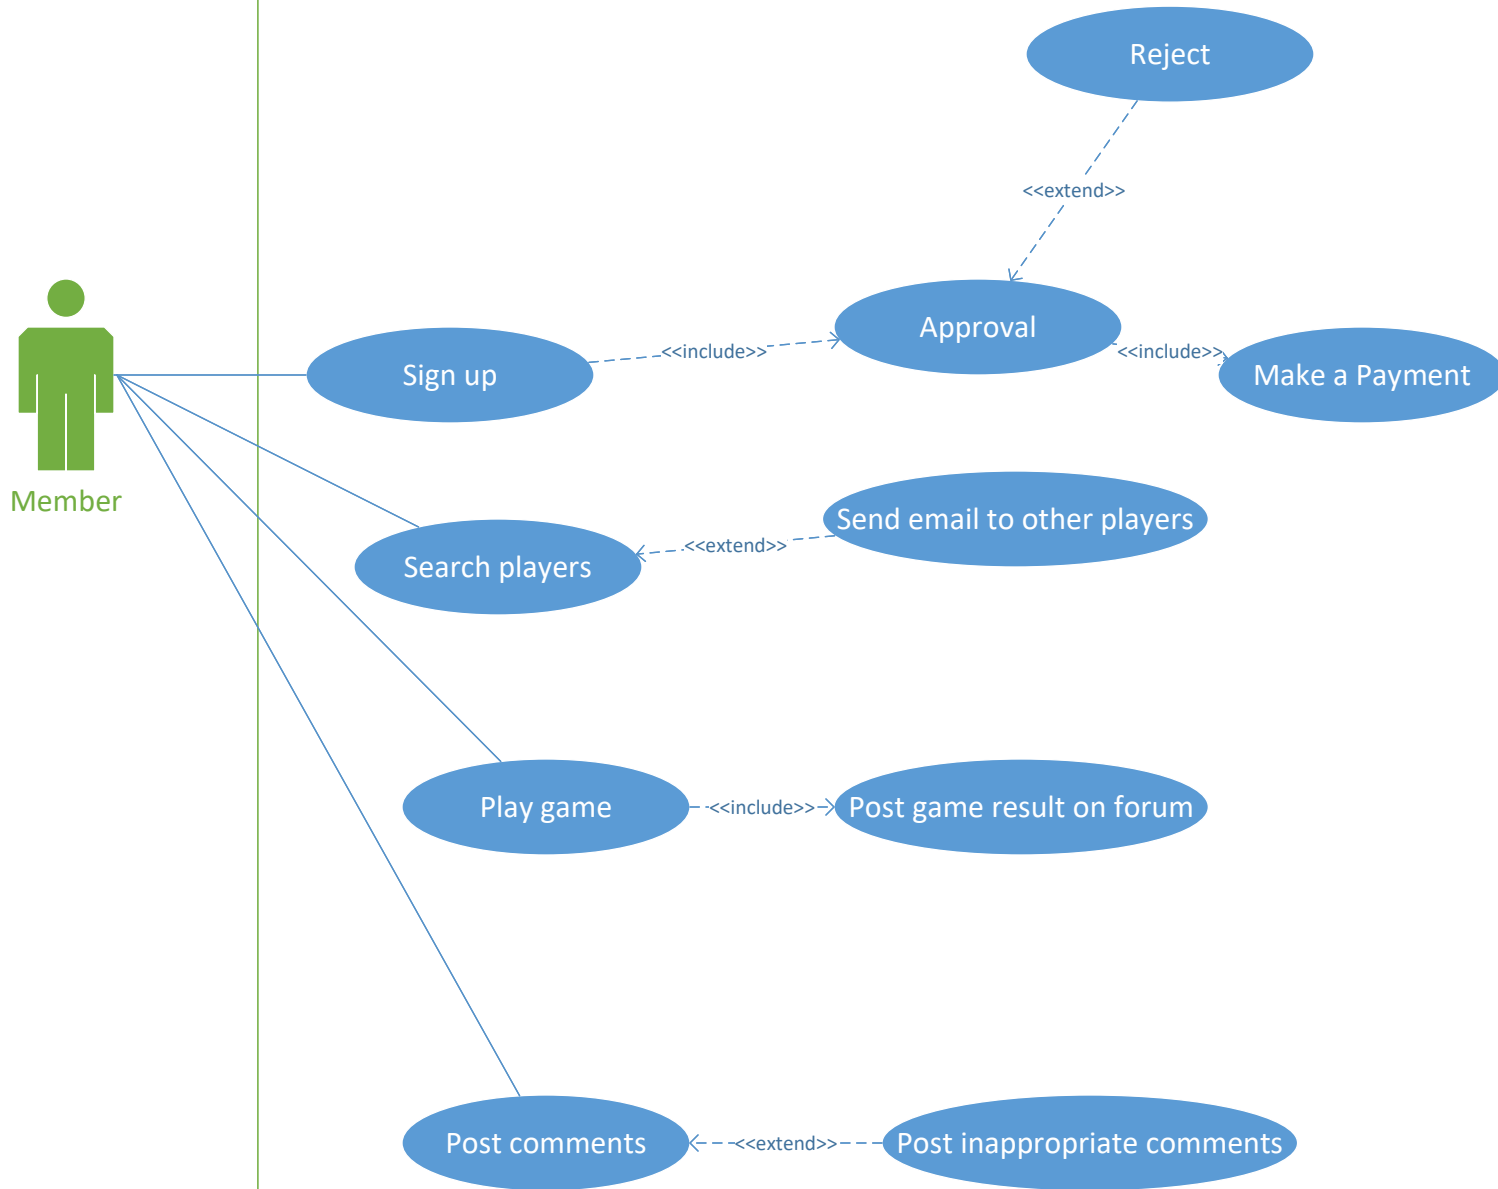 Reject
<<extend>>
Approval
Sign up
<<include>>
<<include>>
Make a Payment
Member
Send email to other players
<<extend>>
Search players
Play game
<<include>>
Post game result on forum
Post comments
<<extend>>
Post inappropriate comments